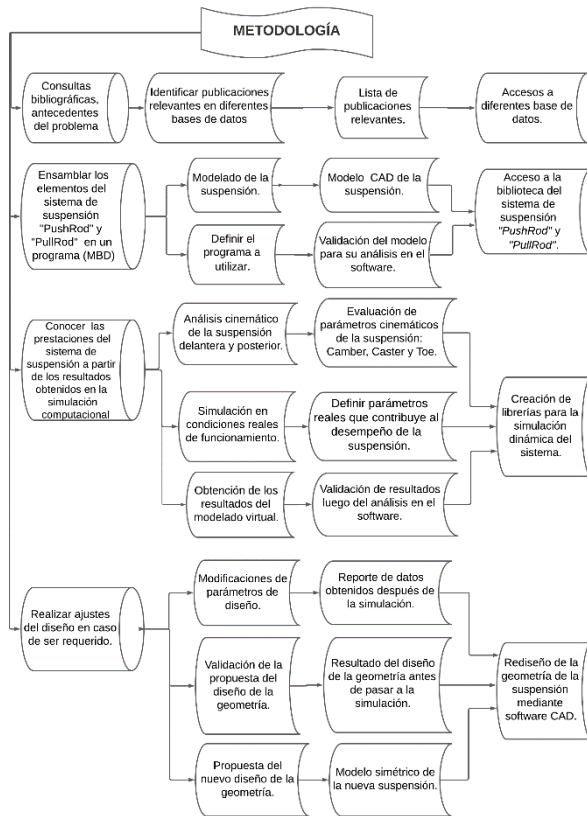 METODOLOGÍA
Consultas
bibliográficas,
antecedentes
del problema
Identificar publicaciones
relevantes en diferentes
bases de datos
Lista de
publicaciones
relevantes.
Accesos a
diferentes base de
datos.
Ensamblar los
elementos del
sistema de
suspensión
"PushRod" y
"PullRod" en un
programa (MBD)
Modelado de la
suspensión.
Modelo CAD de la
suspensión.
Definir el
programa a
utilizar.
Validación del modelo
para su análisis en el
software.
Acceso a la
biblioteca del
sistema de
suspensión
"PushRod" y
"PullRod".
Conocer las
prestaciones del
sistema de
suspensión a partir
de los resultados
obtenidos en la
simulación
computacional
Análisis cinemático
de la suspensión
delantera y posterior.
Evaluación de
parámetros cinemáticos
de la suspensión:
Camber, Caster y Toe.
Simulación en
condiciones reales
de funcionamiento.
Definir parámetros
reales que contribuye al
desempeño de la
suspensión.
Obtención de los
resultados del
modelado virtual.
Validación de resultados
luego del análisis en el
software.
Creación de
librerías para la
simulación
dinámica del
sistema.
Realizar ajustes
del diseño en caso
de ser requerido.
Modificaciones de
parámetros de
diseño.
Reporte de datos
obtenidos después de
la simulación.
Validación de la
propuesta del
diseño de la
geometría.
Resultado del diseño
de la geometría antes
de pasar a la
simulación.
Propuesta del
nuevo diseño de la
geometría.
Modelo simétrico de
la nueva suspensión.
Rediseño de la
geometría de la
suspensión
mediante
software CAD.